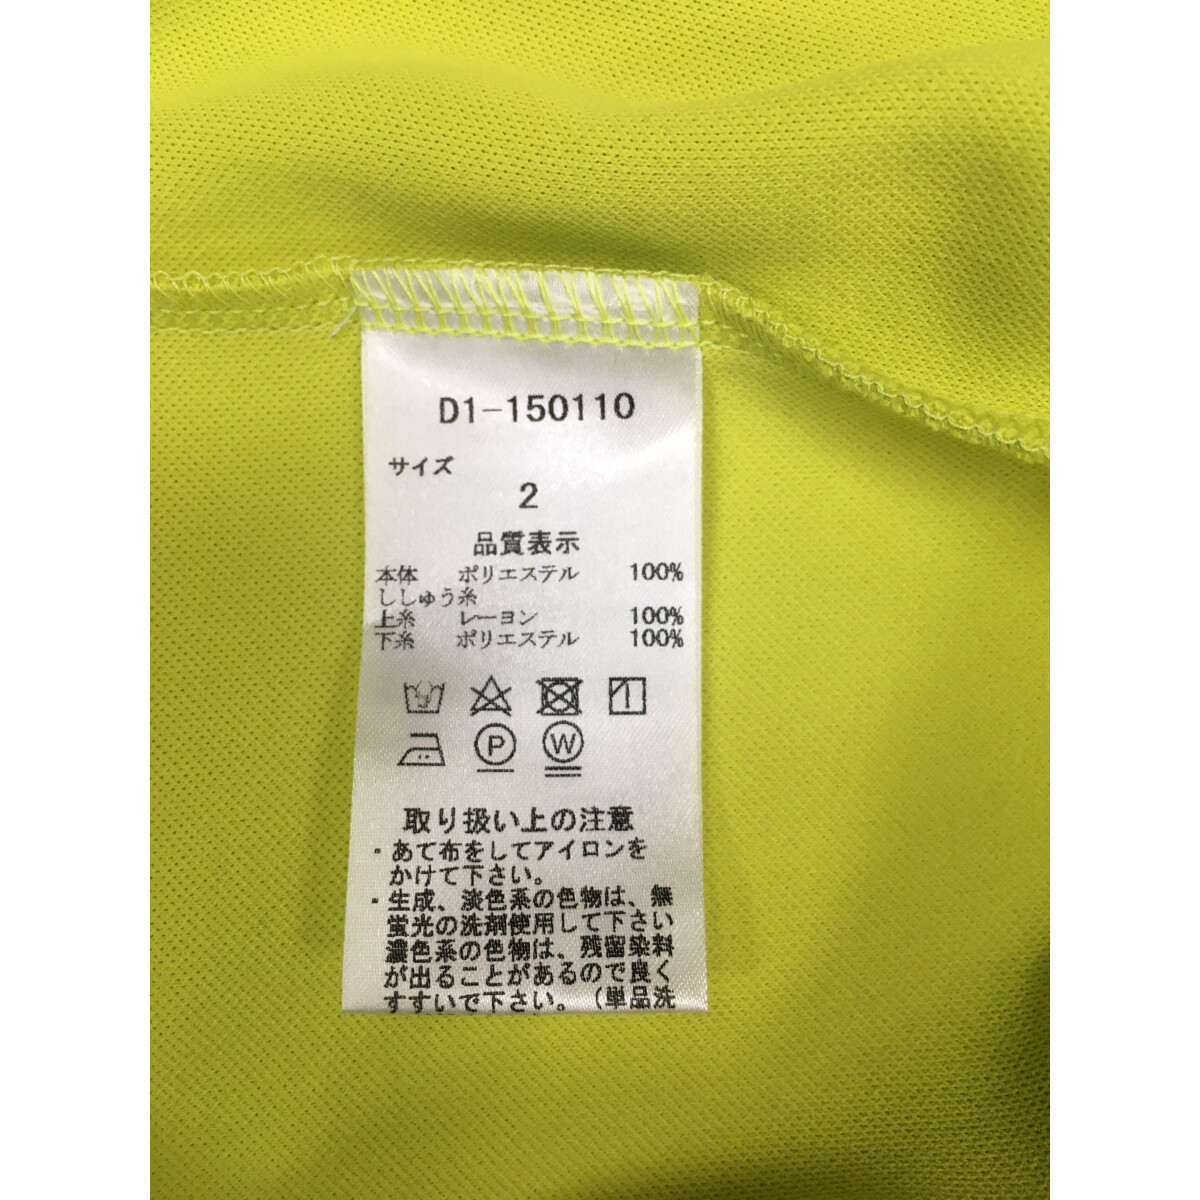 D1-150110
サイズ
2
品質表示
本体 ポリエステル 100%
ししゅう糸
上糸 レーヨン 100%
下糸 ポリエステル 100%
1
P W
取り扱い上の注意
・あて布をしてアイロンを
かけて下さい。
・生成、淡色系の色物は、無
蛍光の洗剤使用して下さい
濃色系の色物は、残留染料
が出ることがあるので良く
すすいで下さい。（単品洗